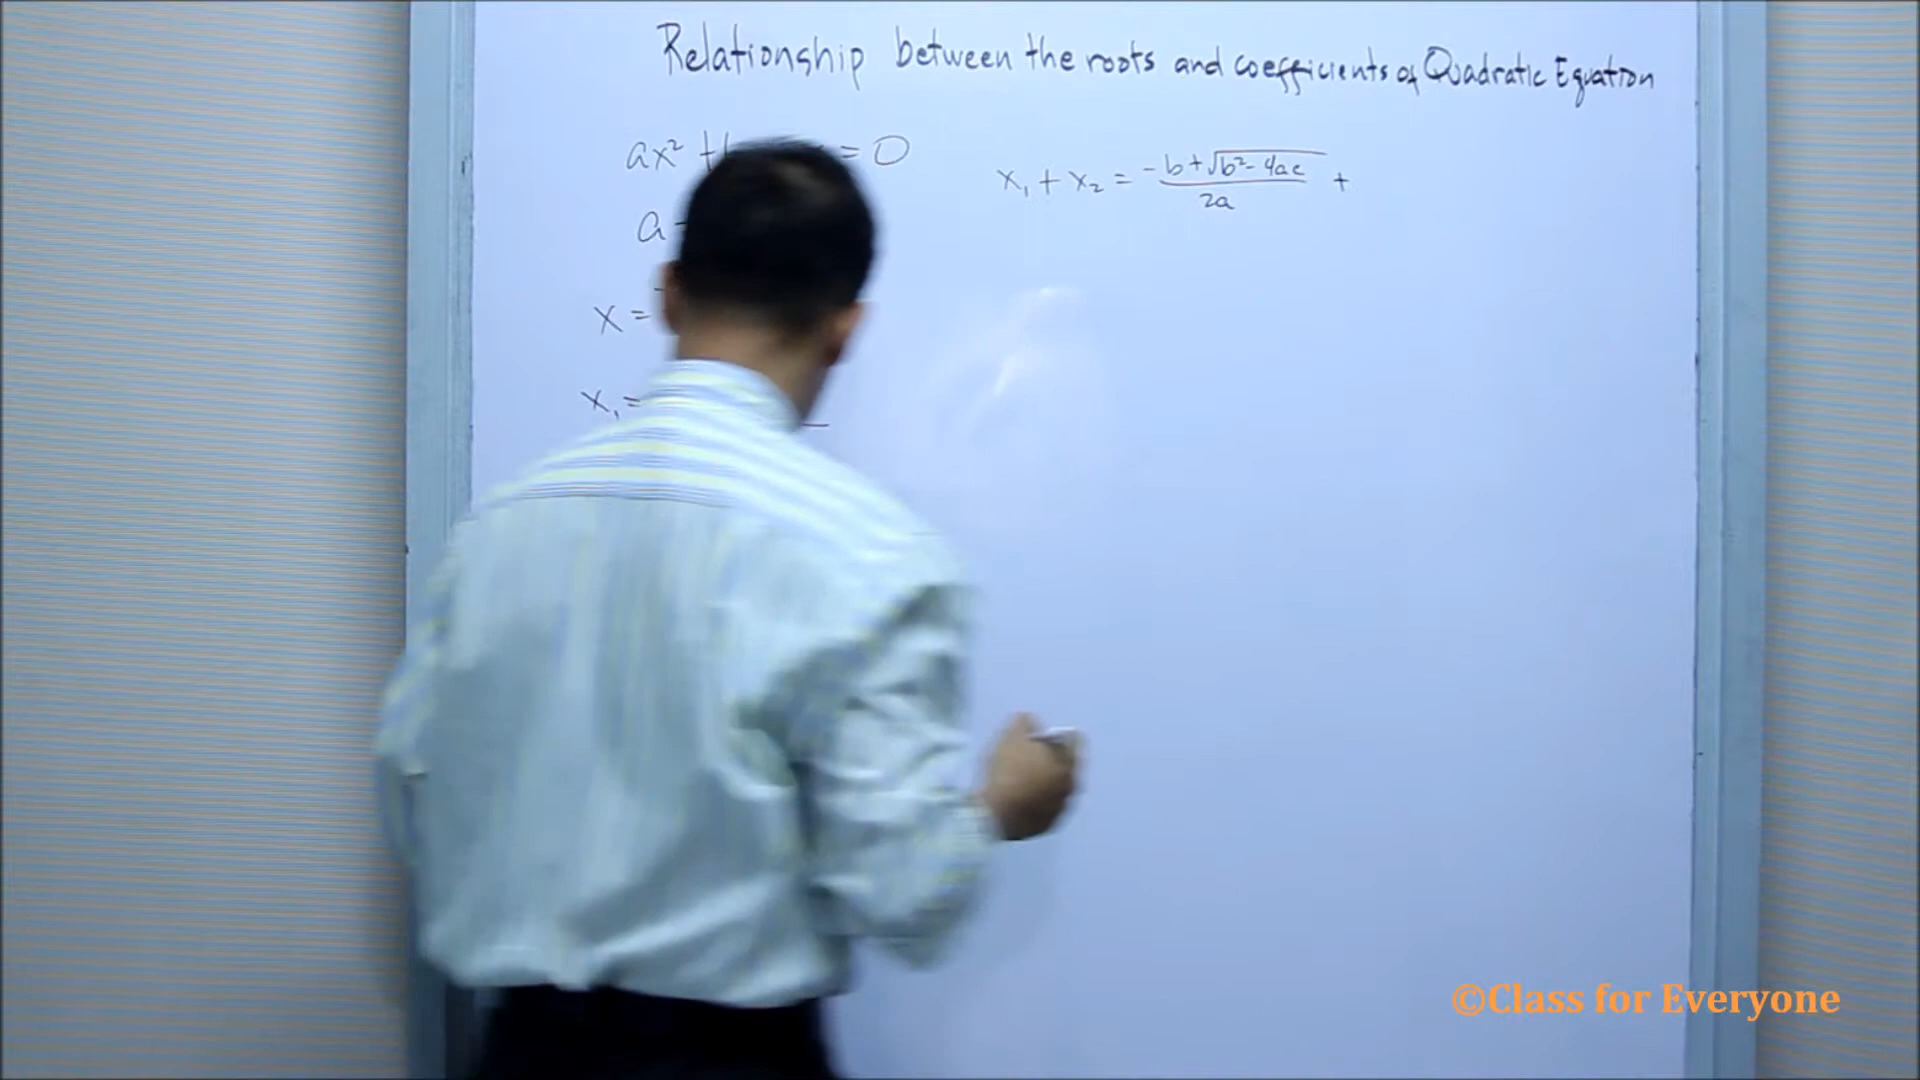 Relationship between the roots and coefficients of Quadratic Equation
ax² + = 0
x₁ + x₂ = -b+√b²-4ac / 2a +
a
x =
x₁ =
©Class for Everyone